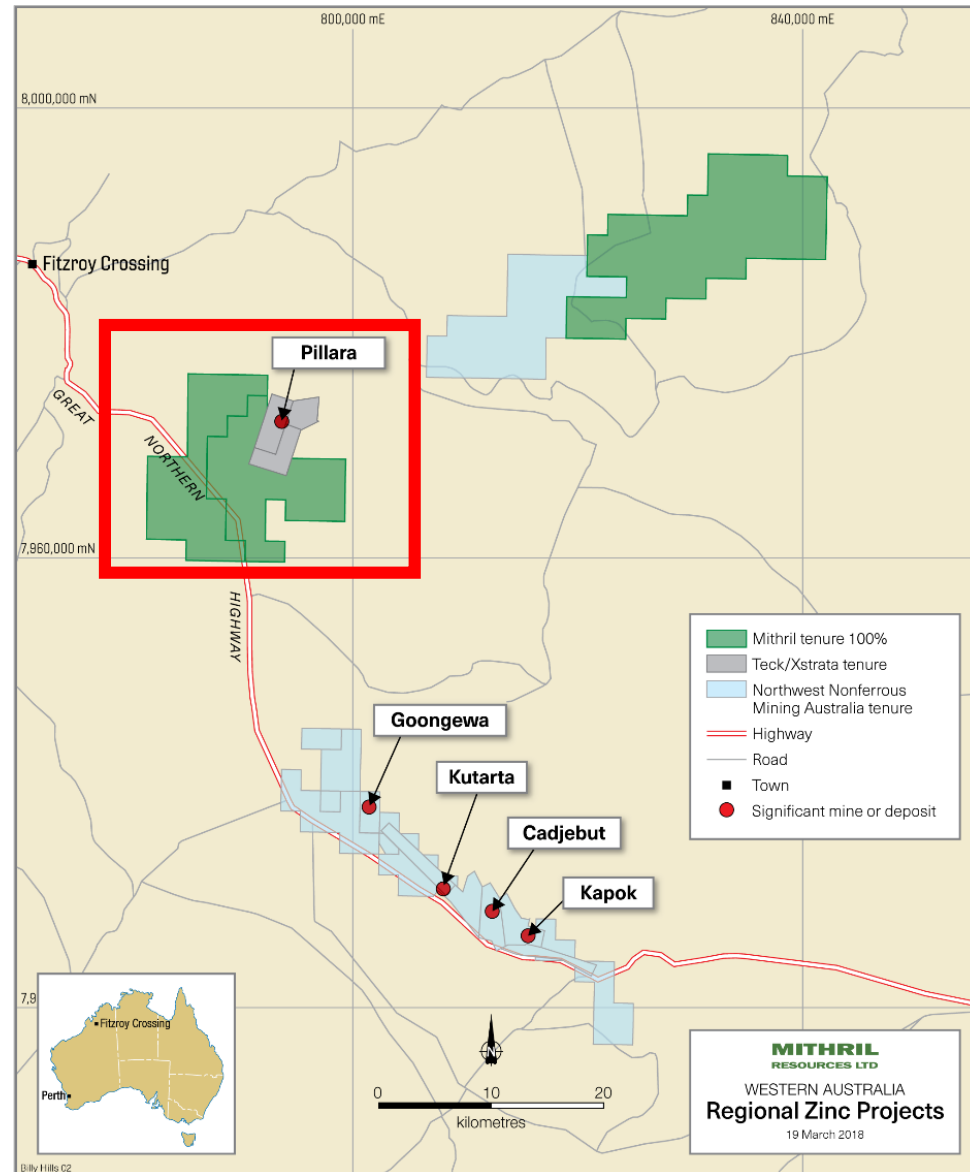 800,000 mE
840,000 mE
8,000,000 mN
Fitzroy Crossing
Pillara
GREAT
NORTHERN
7,960,000 mN
HIGHWAY
Mithril tenure 100%
Teck/Xstrata tenure
Northwest Nonferrous
Mining Australia tenure
Highway
Road
Town
Significant mine or deposit
Goongewa
Kutarta
Cadjebut
Kapok
7,9
Fitzroy Crossing
Perth
N
0
10
20
kilometres
MITHRIL
RESOURCES LTD
WESTERN AUSTRALIA
Regional Zinc Projects
19 March 2018
Billy Hills C2